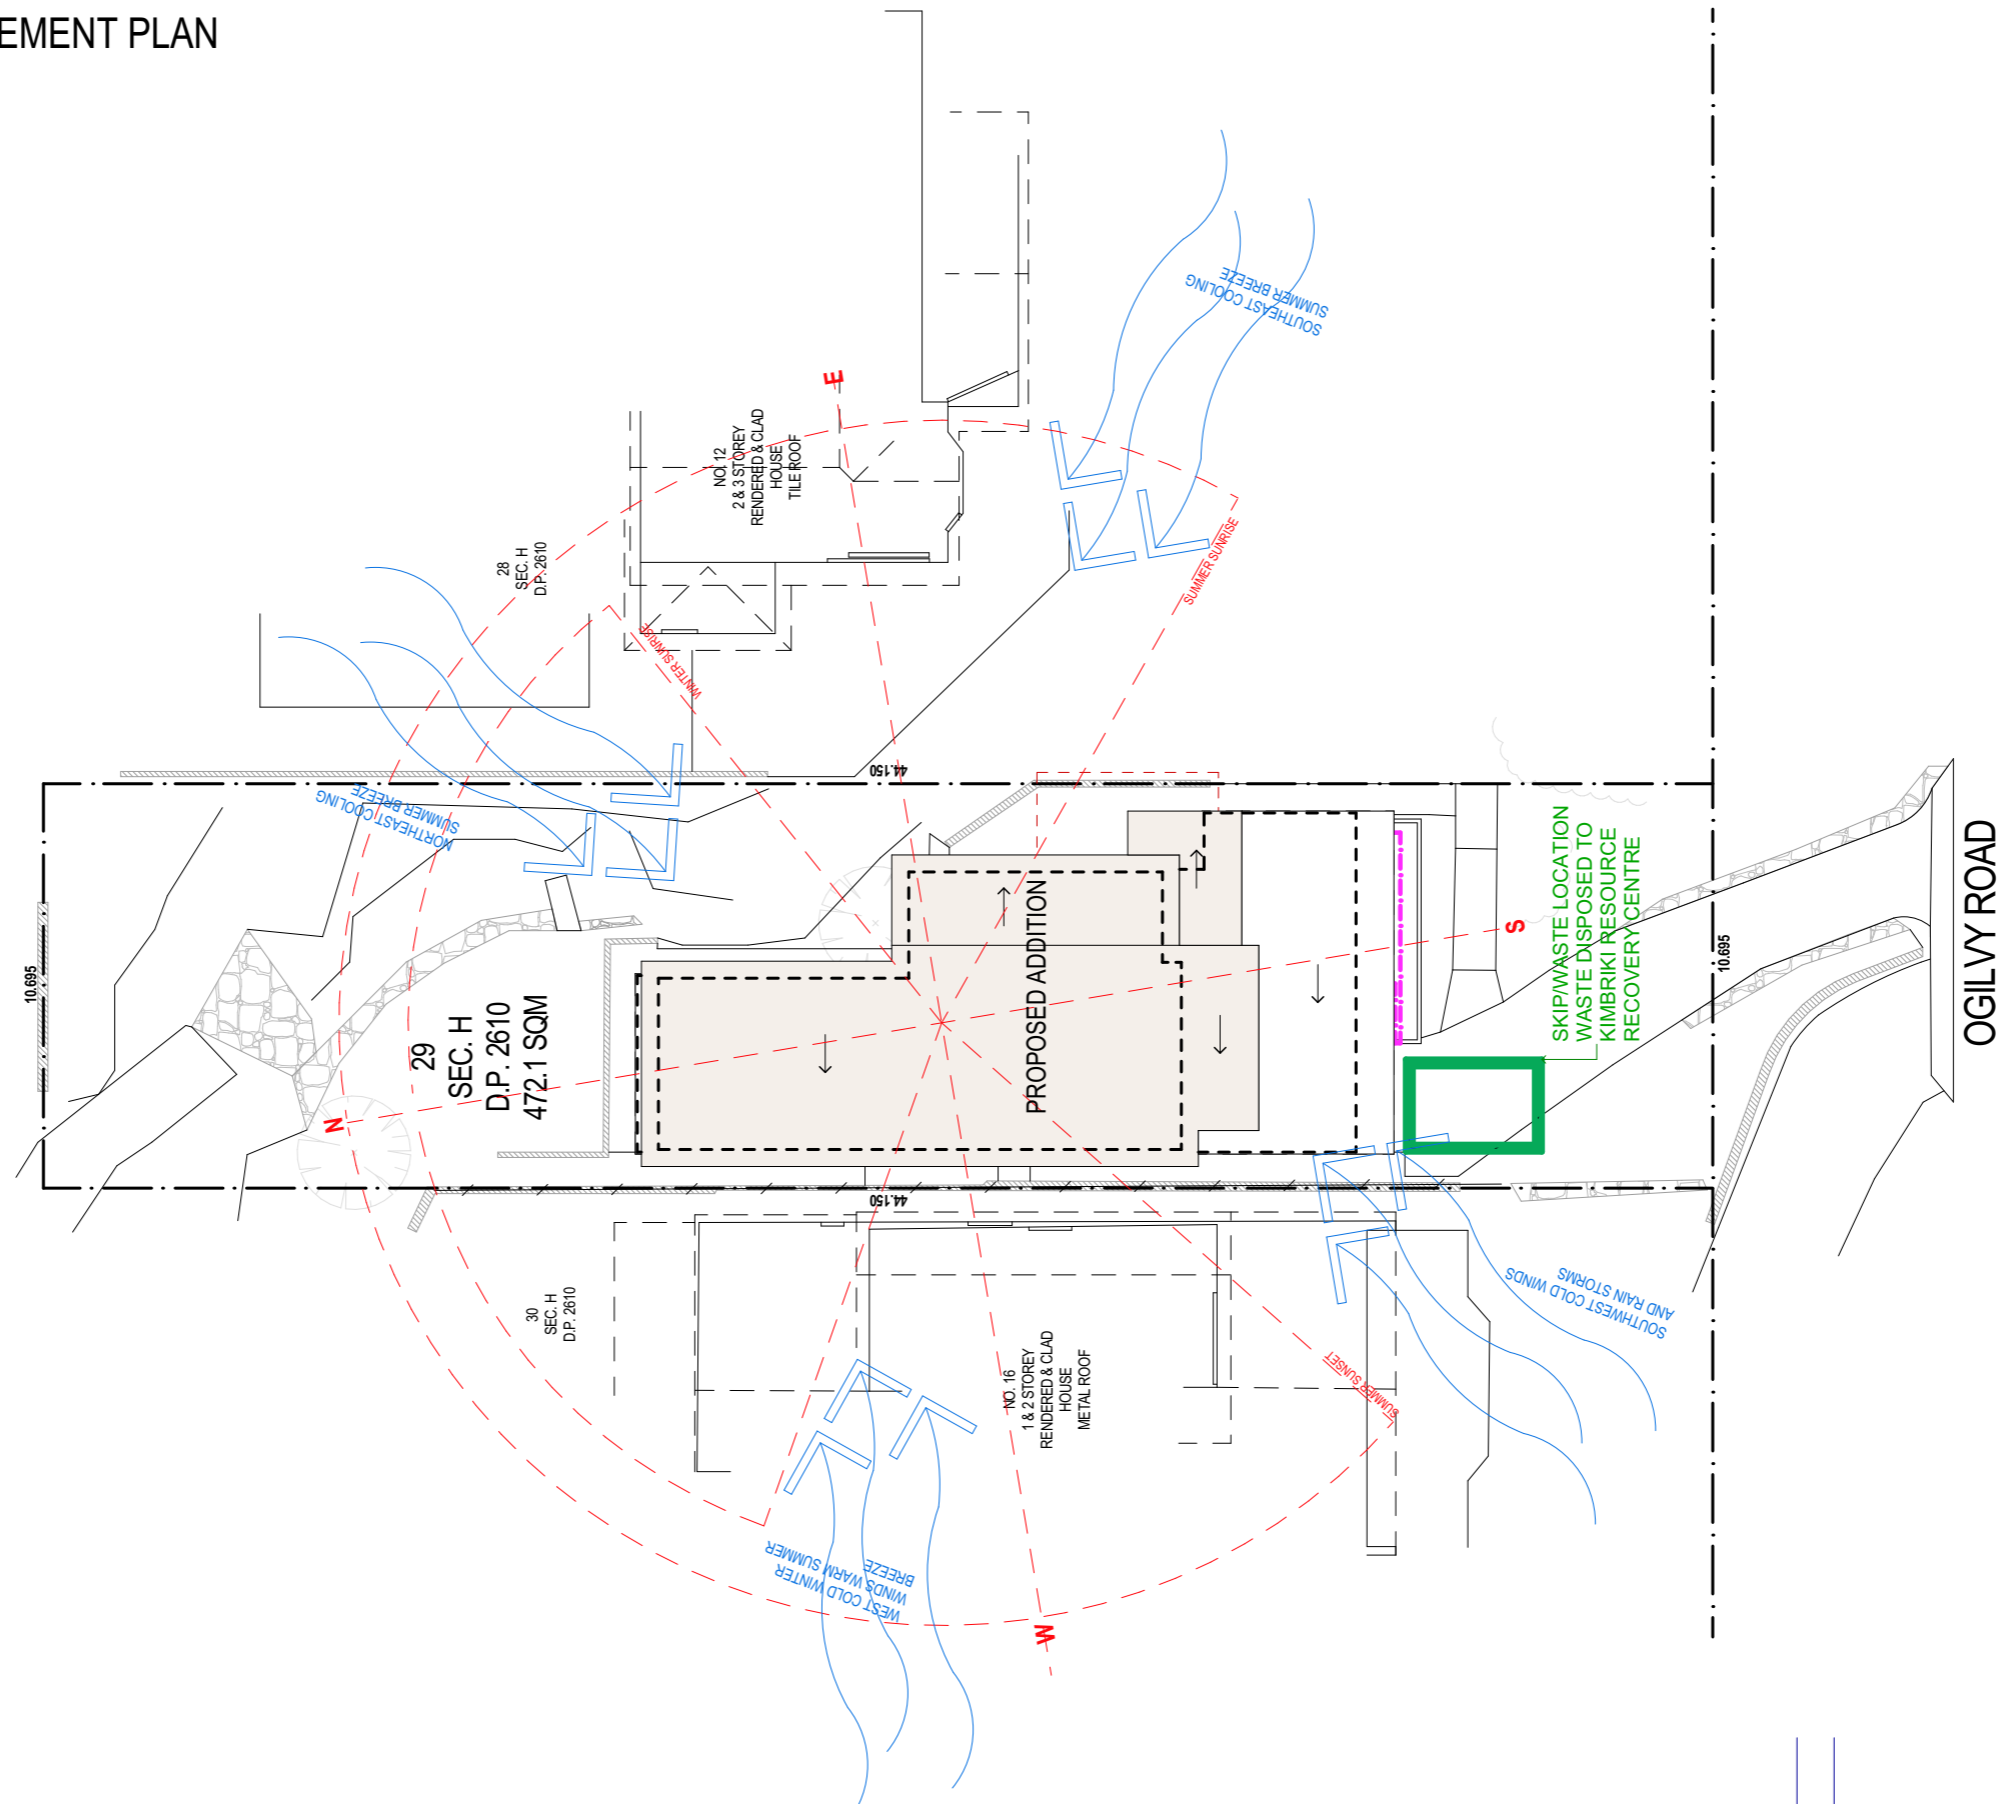 EMENT PLAN
SOUTHEAST COOLING
SUMMER BREEZE
E
NO. 12
2 & 3 STOREY
RENDERED & CLAD
HOUSE
TILE ROOF
28
SEC. H
D.P. 2610
SUMMER SUNRISE
WINTER SUNRISE
44.150
NORTHEAST COOLING
SUMMER BREEZE
10.695
29
SEC. H
D.P. 2610
472.1 SQM
N
PROPOSED ADDITION
S
SKIP/WASTE LOCATION
WASTE DISPOSED TO
KIMBRIKI RESOURCE
RECOVERY CENTRE
10.695
OGILVY ROAD
44.150
30
SEC. H
D.P. 2610
NO. 16
1 & 2 STOREY
RENDERED & CLAD
HOUSE
METAL ROOF
SUMMER SUNSET
SOUTHWEST COLD WINDS
AND RAIN STORMS
WEST COLD WINTER
WINDS WARM SUMMER
BREEZE
W